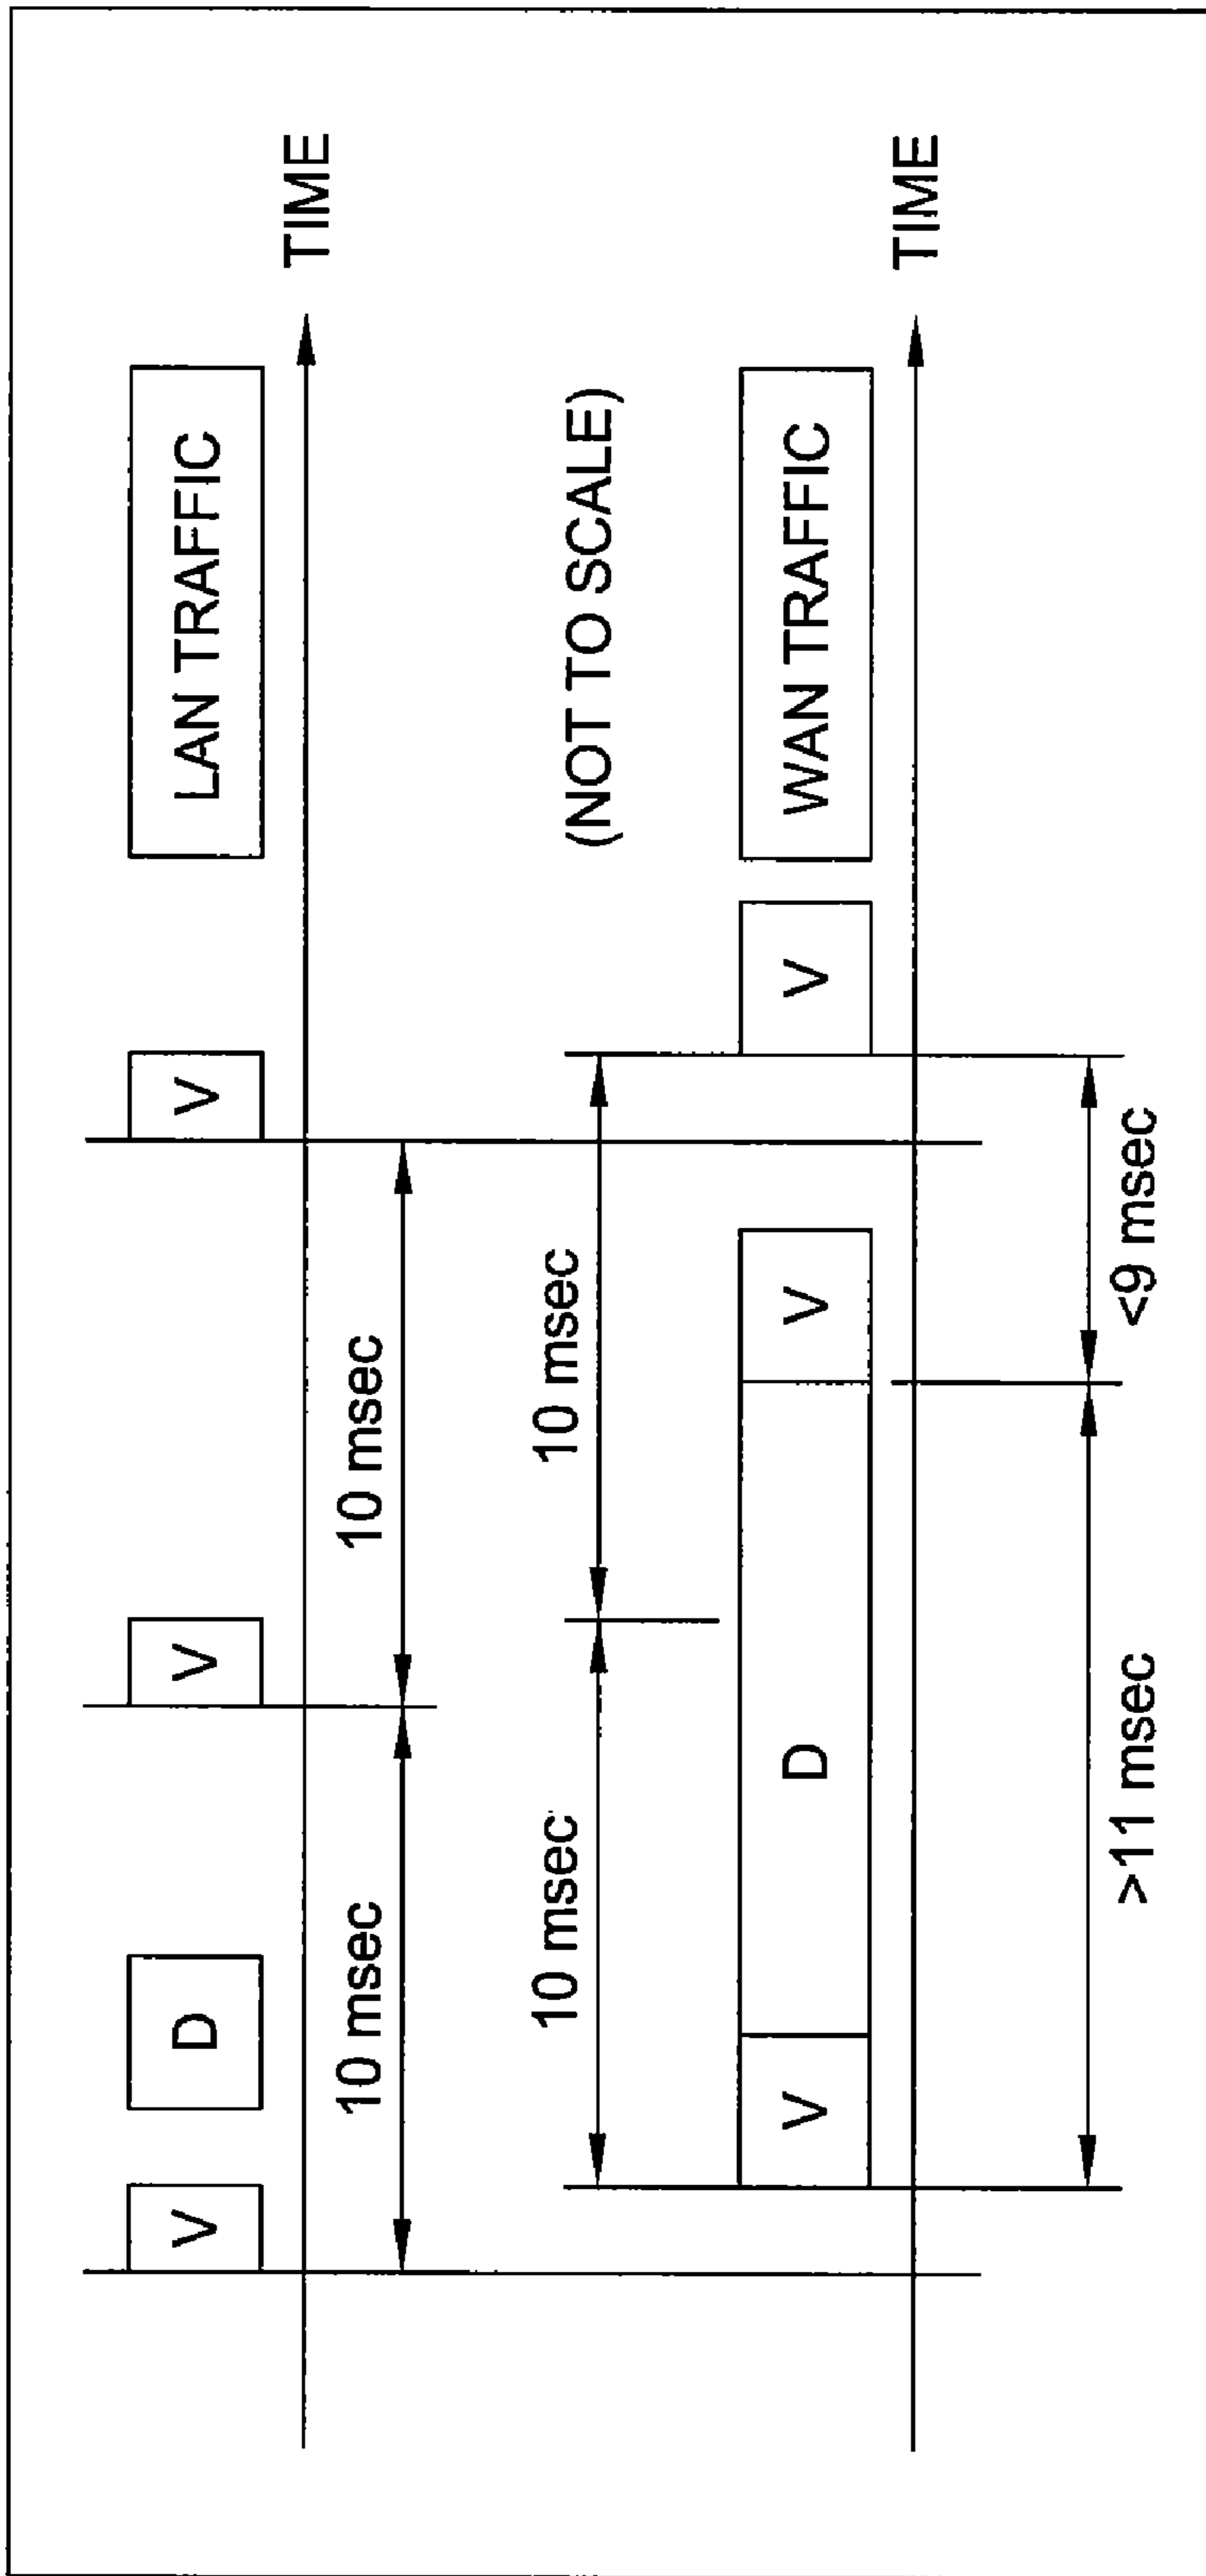 V
D
V
V
LAN TRAFFIC
TIME
10 msec
10 msec
(NOT TO SCALE)
10 msec
10 msec
V
D
V
V
WAN TRAFFIC
TIME
>11 msec
<9 msec